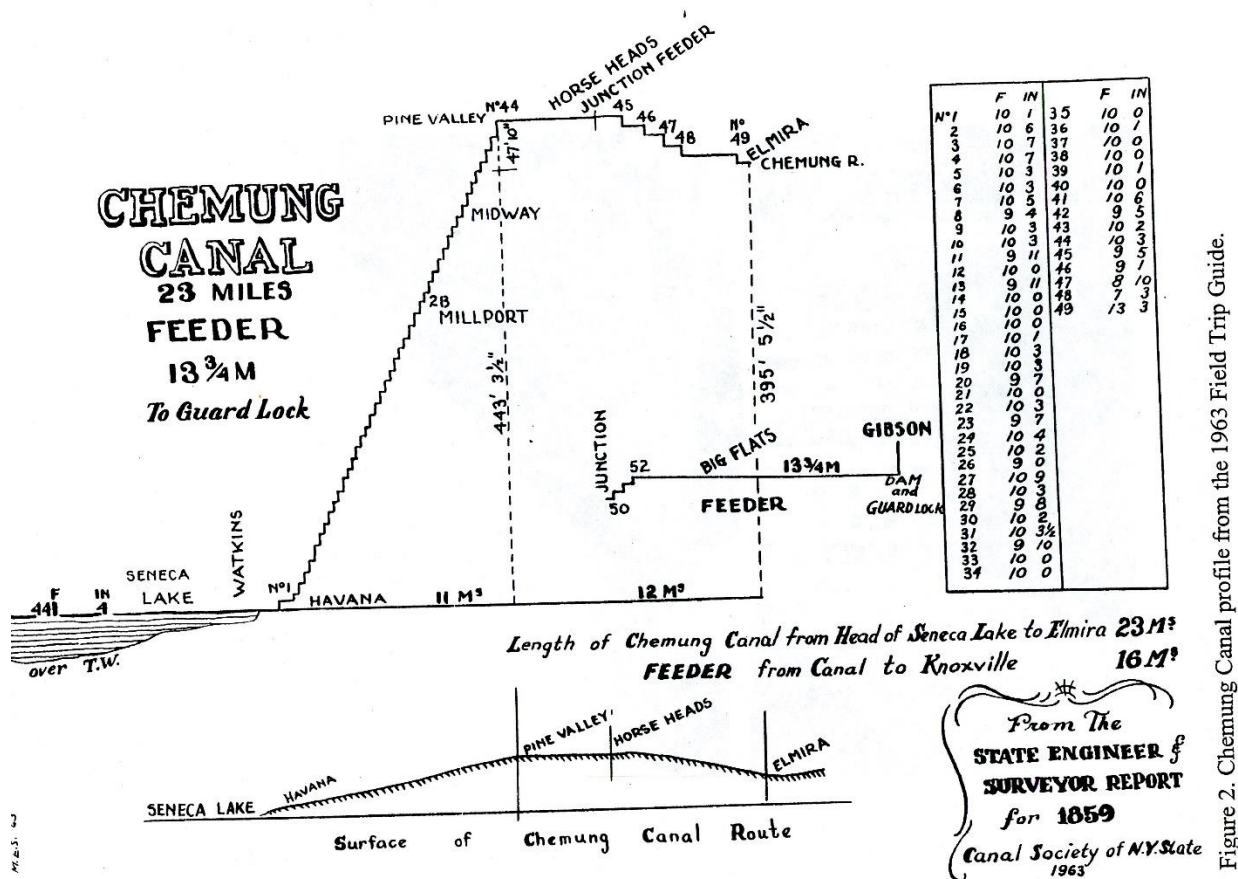 CHEMUNG
CANAL
23 MILES
FEEDER
13¾M
To Guard Lock
PINE VALLEY
Nº44
HORSE HEADS
JUNCTION FEEDER
45
46
47
48
Nº
49
ELMIRA
CHEMUNG R.
47'10"
MIDWAY
28
MILLPORT
443' 3½"
395' 5½"
JUNCTION
50
52
BIG FLATS
13¾M
FEEDER
GIBSON
DAM
and
GUARD LOCK
SENECA
LAKE
WATKINS
Nº1
HAVANA
11 Mˢ
12 Mˢ
F IN
441 4
over T.W.
F IN F IN
Nº1 10 1 35 10 0
2 10 6 36 10 1
3 10 7 37 10 0
4 10 7 38 10 0
5 10 3 39 10 1
6 10 3 40 10 0
7 10 5 41 10 6
8 9 4 42 9 5
9 10 3 43 10 2
10 10 3 44 10 3
11 9 11 45 9 5
12 10 0 46 9 1
13 9 11 47 8 10
14 10 0 48 7 3
15 10 0 49 13 3
16 10 0
17 10 1
18 10 3
19 10 3
20 9 7
21 10 0
22 10 3
23 9 7
24 10 4
25 10 2
26 9 0
27 10 9
28 10 3
29 9 8
30 10 2
31 10 3½
32 9 10
33 10 0
34 10 0
Length of Chemung Canal from Head of Seneca Lake to Elmira 23Mˢ
FEEDER from Canal to Knoxville 16Mˢ
SENECA LAKE
HAVANA
PINE VALLEY
HORSE HEADS
ELMIRA
Surface of Chemung Canal Route
From The
STATE ENGINEER &
SURVEYOR REPORT
for 1859
Canal Society of N.Y. State
1963
M.E.S. 63
Figure 2. Chemung Canal profile from the 1963 Field Trip Guide.